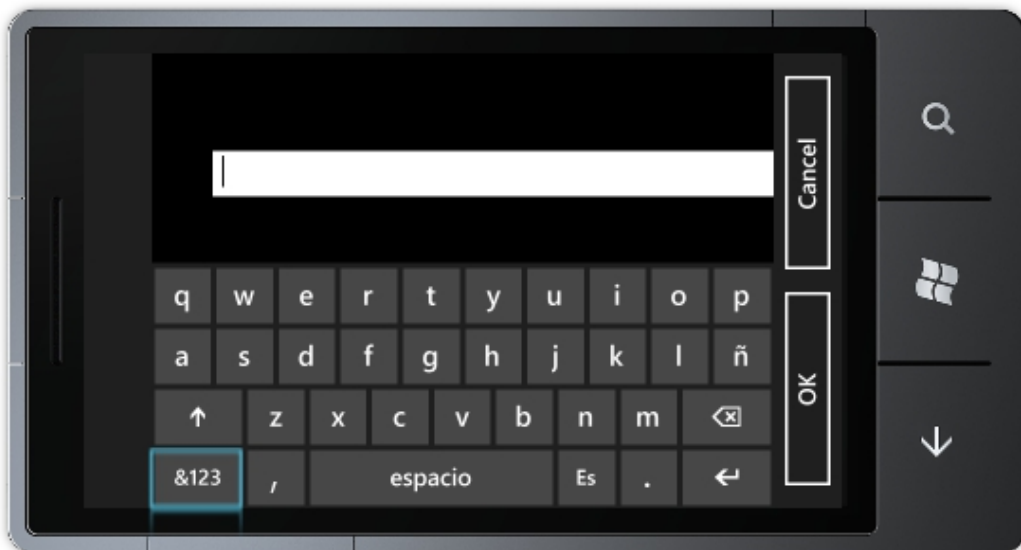 Cancel
q w e r t y u i o p
a s d f g h j k l ñ
OK
z x c v b n m
&123 , espacio Es .